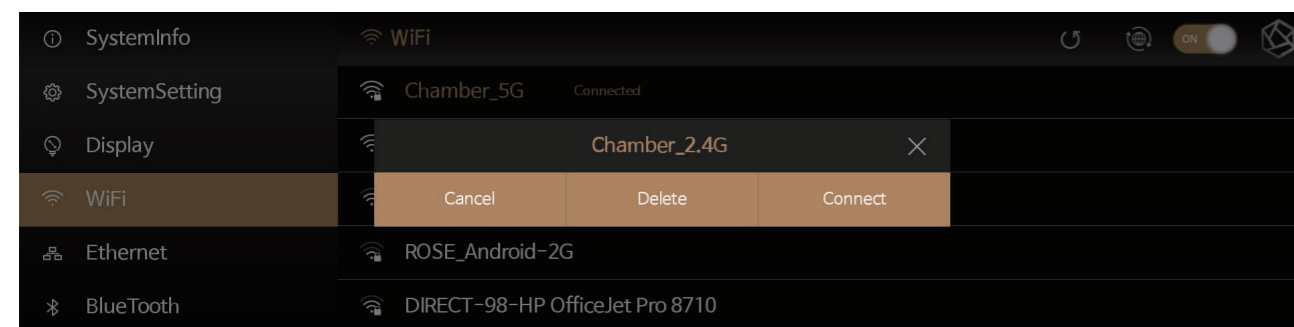 SystemInfo
SystemSetting
Display
WiFi
Ethernet
BlueTooth
WiFi
ON
Chamber_5G Connected
Chamber_2.4G
Cancel Delete Connect
ROSE_Android-2G
DIRECT-98-HP OfficeJet Pro 8710